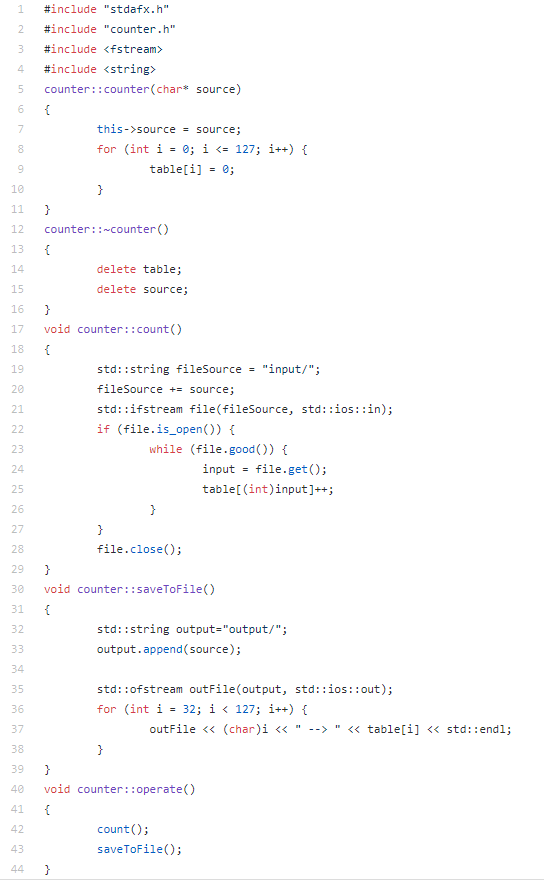 1 #include "stdafx.h"
2 #include "counter.h"
3 #include <fstream>
4 #include <string>
5 counter::counter(char* source)
6 {
7 this->source = source;
8 for (int i = 0; i <= 127; i++) {
9 table[i] = 0;
10 }
11 }
12 counter::~counter()
13 {
14 delete table;
15 delete source;
16 }
17 void counter::count()
18 {
19 std::string fileSource = "input/";
20 fileSource += source;
21 std::ifstream file(fileSource, std::ios::in);
22 if (file.is_open()) {
23 while (file.good()) {
24 input = file.get();
25 table[(int)input]++;
26 }
27 }
28 file.close();
29 }
30 void counter::saveToFile()
31 {
32 std::string output="output/";
33 output.append(source);
34
35 std::ofstream outFile(output, std::ios::out);
36 for (int i = 32; i < 127; i++) {
37 outFile << (char)i << " --> " << table[i] << std::endl;
38 }
39 }
40 void counter::operate()
41 {
42 count();
43 saveToFile();
44 }